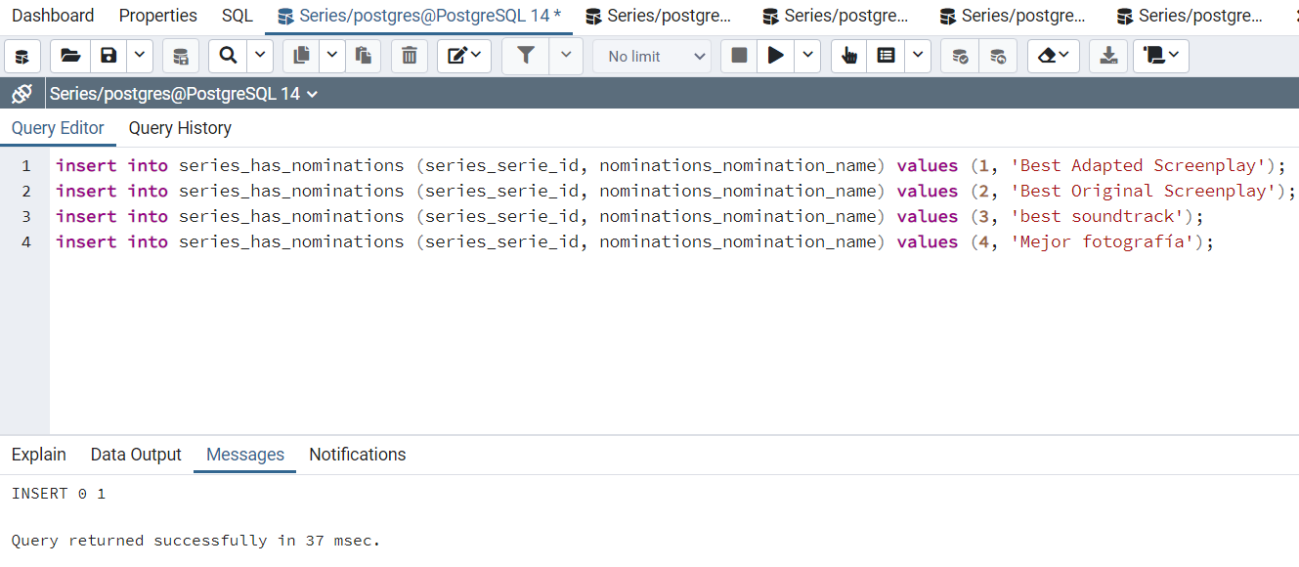 Dashboard Properties SQL Series/postgres@PostgreSQL 14 * Series/postgre... Series/postgre... Series/postgre... Series/postgre...
No limit
Series/postgres@PostgreSQL 14
Query Editor Query History
1 insert into series_has_nominations (series_serie_id, nominations_nomination_name) values (1, 'Best Adapted Screenplay');
2 insert into series_has_nominations (series_serie_id, nominations_nomination_name) values (2, 'Best Original Screenplay');
3 insert into series_has_nominations (series_serie_id, nominations_nomination_name) values (3, 'best soundtrack');
4 insert into series_has_nominations (series_serie_id, nominations_nomination_name) values (4, 'Mejor fotografía');
Explain Data Output Messages Notifications
INSERT 0 1
Query returned successfully in 37 msec.